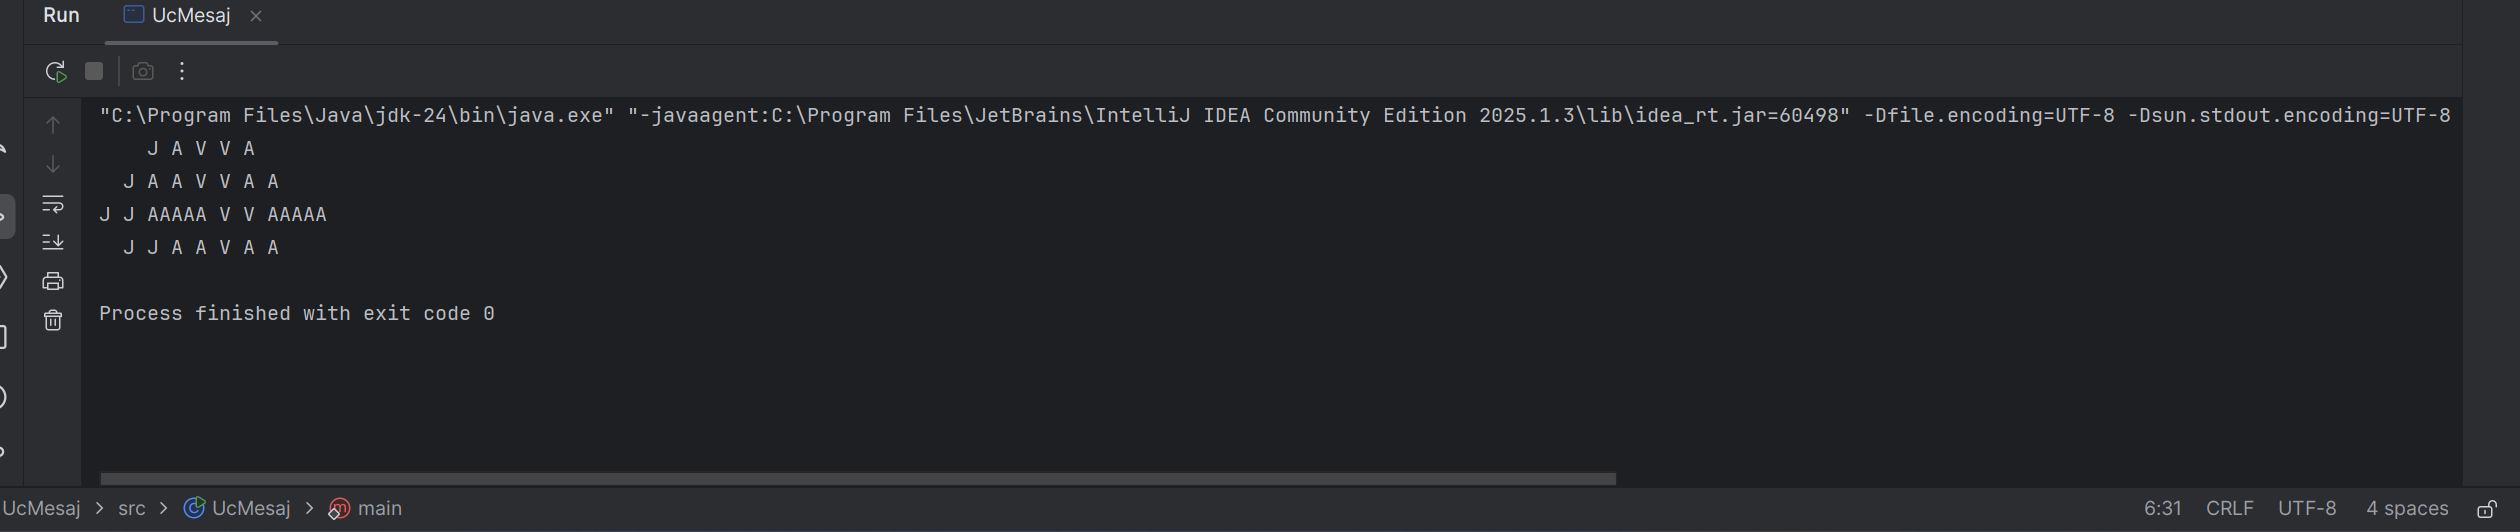 Run UcMesaj
"C:\Program Files\Java\jdk-24\bin\java.exe" "-javaagent:C:\Program Files\JetBrains\IntelliJ IDEA Community Edition 2025.1.3\lib\idea_rt.jar=60498" -Dfile.encoding=UTF-8 -Dsun.stdout.encoding=UTF-8
    J A V V A
  J A A V V A A
J J AAAAA V V AAAAA
  J J A A V A A
Process finished with exit code 0
UcMesaj > src > UcMesaj > main 6:31 CRLF UTF-8 4 spaces